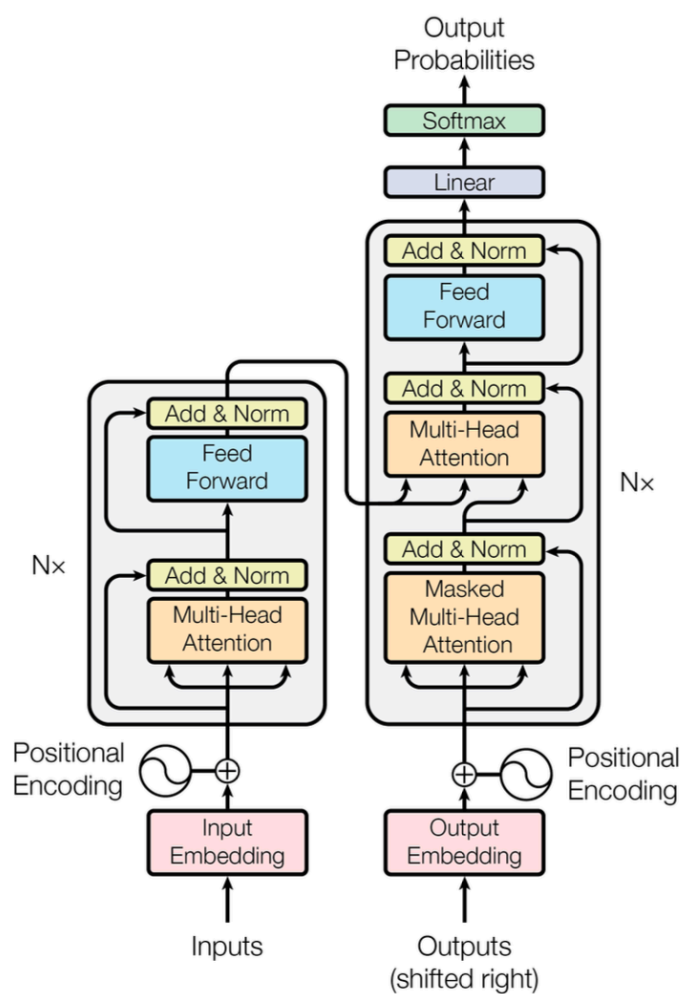 Output
Probabilities
Softmax
Linear
Add & Norm
Feed
Forward
Add & Norm
Multi-Head
Attention
Nx
Add & Norm
Masked
Multi-Head
Attention
Positional
Encoding
Output
Embedding
Outputs
(shifted right)
Add & Norm
Feed
Forward
Nx
Add & Norm
Multi-Head
Attention
Positional
Encoding
Input
Embedding
Inputs